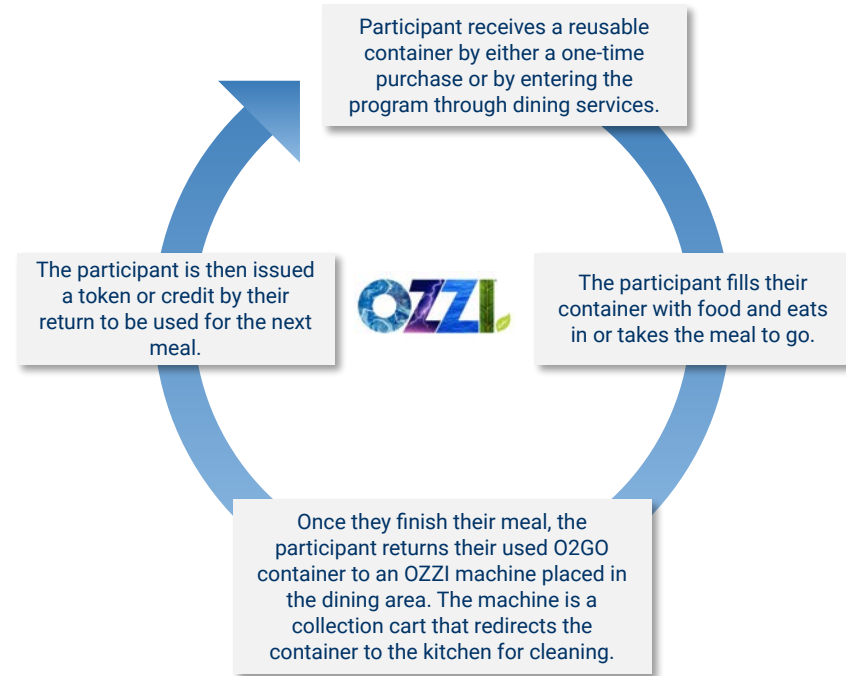 Participant receives a reusable
container by either a one-time
purchase or by entering the
program through dining services.
The participant fills their
container with food and eats
in or takes the meal to go.
Once they finish their meal, the
participant returns their used O2GO
container to an OZZI machine placed in
the dining area. The machine is a
collection cart that redirects the
container to the kitchen for cleaning.
The participant is then issued
a token or credit by their
return to be used for the next
meal.
OZZI